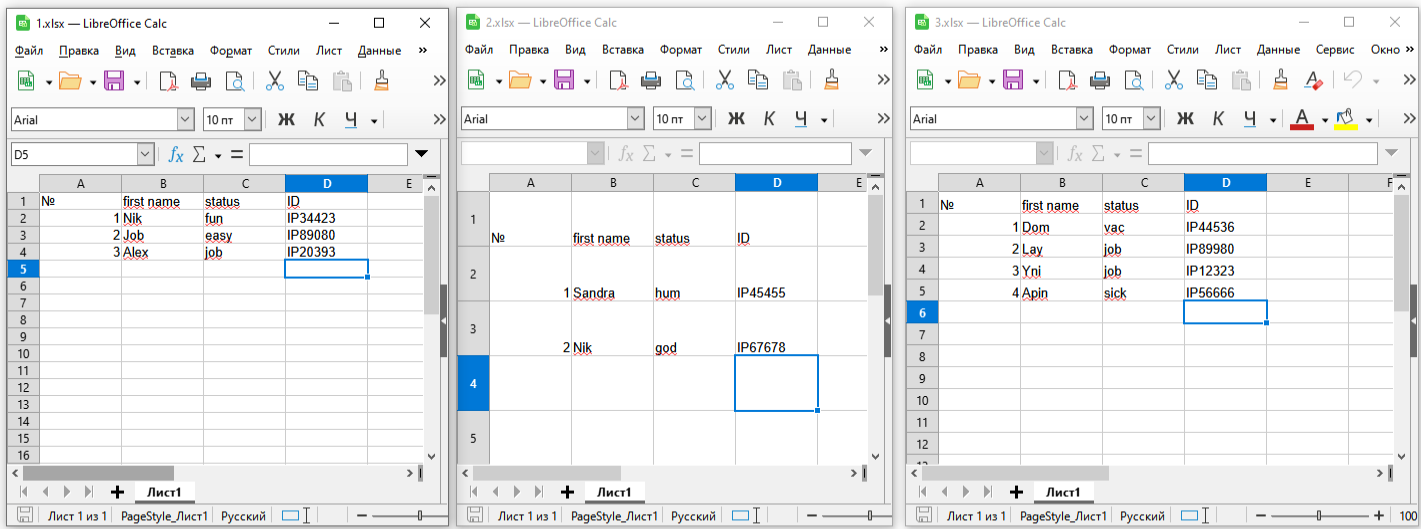 1.xlsx — LibreOffice Calc
Файл Правка Вид Вставка Формат Стили Лист Данные »
Arial 10 пт Ж К Ч »
D5 fx Σ =
A B C D E
1 № first name status ID
2 1 Nik fun IP34423
3 2 Job easy IP89080
4 3 Alex job IP20393
5
6
7
8
9
10
11
12
13
14
15
16
Лист1
Лист 1 из 1 PageStyle_Лист1 Русский
2.xlsx — LibreOffice Calc
Файл Правка Вид Вставка Формат Стили Лист Данные »
Arial 10 пт Ж К Ч »
fx Σ =
A B C D E
1 № first name status ID
2 1 Sandra hum IP45455
3 2 Nik god IP67678
4
5
Лист1
Лист 1 из 1 PageStyle_Лист1 Русский
3.xlsx — LibreOffice Calc
Файл Правка Вид Вставка Формат Стили Лист Данные Сервис Окно »
Arial 10 пт Ж К Ч A »
fx Σ =
A B C D E F
1 № first name status ID
2 1 Dom vac IP44536
3 2 Lay job IP89980
4 3 Yni job IP12323
5 4 Apin sick IP56666
6
7
8
9
10
11
12
13
Лист1
Лист 1 из 1 PageStyle_Лист1 Русский 100